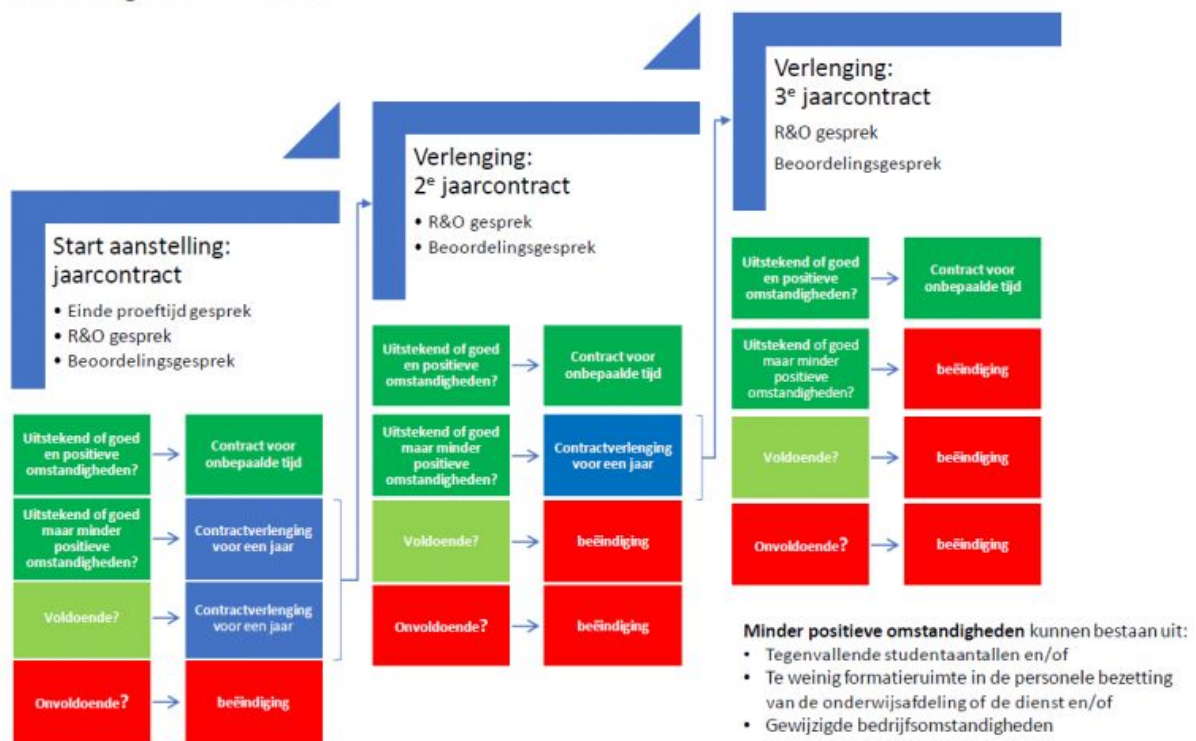 Start aanstelling:
jaarcontract
• Einde proeftijd gesprek
• R&O gesprek
• Beoordelingsgesprek
Uitstekend of goed
en positieve
omstandigheden?
Contract voor
onbepaalde tijd
Uitstekend of goed
maar minder
positieve
omstandigheden?
Contractverlenging
voor een jaar
Voldoende?
Contractverlenging
voor een jaar
Onvoldoende?
beëindiging
Verlenging:
2e jaarcontract
• R&O gesprek
• Beoordelingsgesprek
Uitstekend of goed
en positieve
omstandigheden?
Contract voor
onbepaalde tijd
Uitstekend of goed
maar minder
positieve
omstandigheden?
Contractverlenging
voor een jaar
Voldoende?
beëindiging
Onvoldoende?
beëindiging
Verlenging:
3e jaarcontract
R&O gesprek
Beoordelingsgesprek
Uitstekend of goed
en positieve
omstandigheden?
Contract voor
onbepaalde tijd
Uitstekend of goed
maar minder
positieve
omstandigheden?
beëindiging
Voldoende?
beëindiging
Onvoldoende?
beëindiging
Minder positieve omstandigheden kunnen bestaan uit:
• Tegenvallende studentaantallen en/of
• Te weinig formatieruimte in de personele bezetting
van de onderwijsafdeling of de dienst en/of
• Gewijzigde bedrijfsomstandigheden